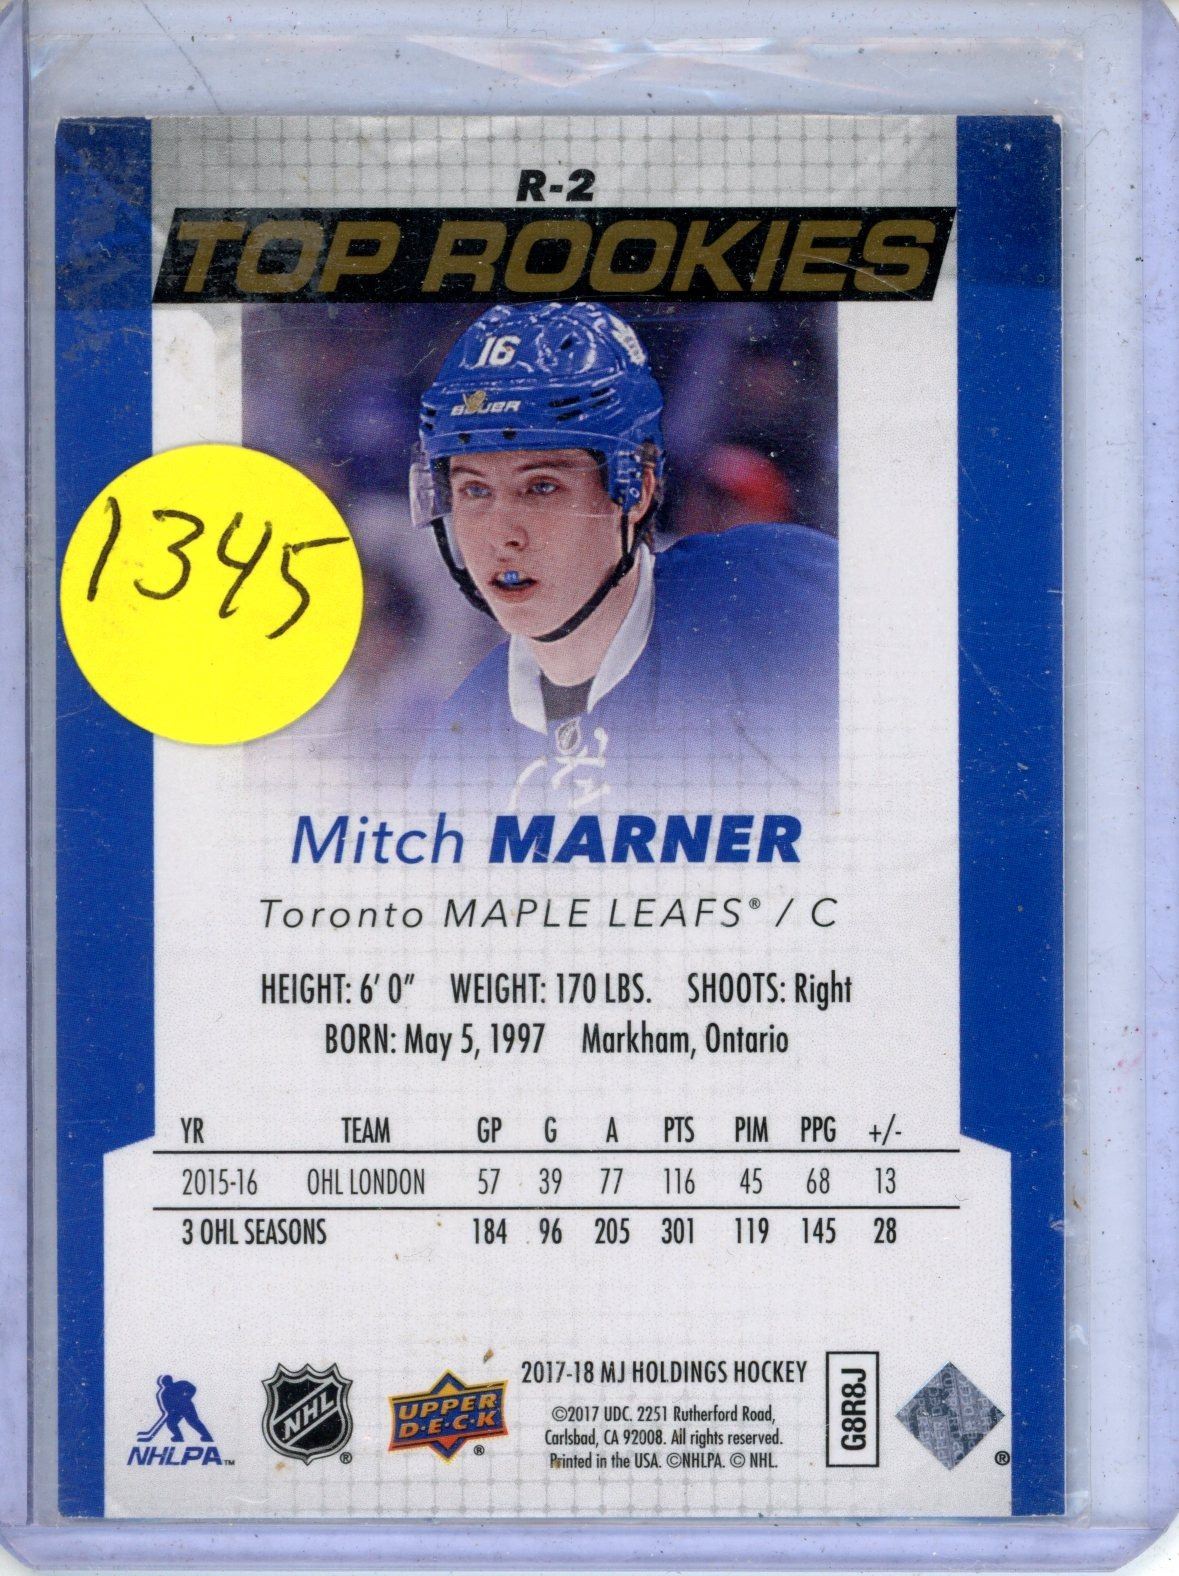 R-2
TOP ROOKIES
16
BAUER
1345
Mitch MARNER
Toronto MAPLE LEAFS® / C
HEIGHT: 6' 0" WEIGHT: 170 LBS. SHOOTS: Right
BORN: May 5, 1997 Markham, Ontario
YR TEAM GP G A PTS PIM PPG +/-
2015-16 OHL LONDON 57 39 77 116 45 68 13
3 OHL SEASONS 184 96 205 301 119 145 28
2017-18 MJ HOLDINGS HOCKEY
©2017 UDC. 2251 Rutherford Road,
Carlsbad, CA 92008. All rights reserved.
Printed in the USA. ©NHLPA. © NHL.
NHLPA™
NHL®
UPPER
D·E·C·K®
G8R8J
®